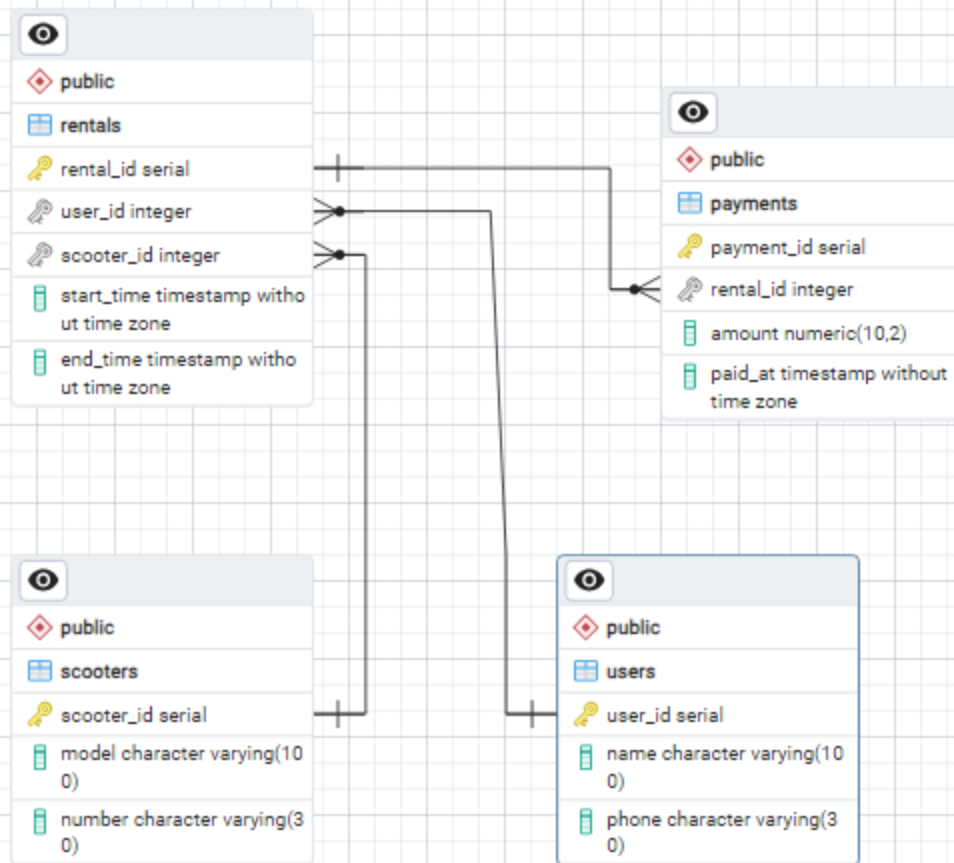 public
rentals
rental_id serial
user_id integer
scooter_id integer
start_time timestamp witho
ut time zone
end_time timestamp witho
ut time zone
public
payments
payment_id serial
rental_id integer
amount numeric(10,2)
paid_at timestamp without
time zone
public
scooters
scooter_id serial
model character varying(10
0)
number character varying(3
0)
public
users
user_id serial
name character varying(10
0)
phone character varying(3
0)